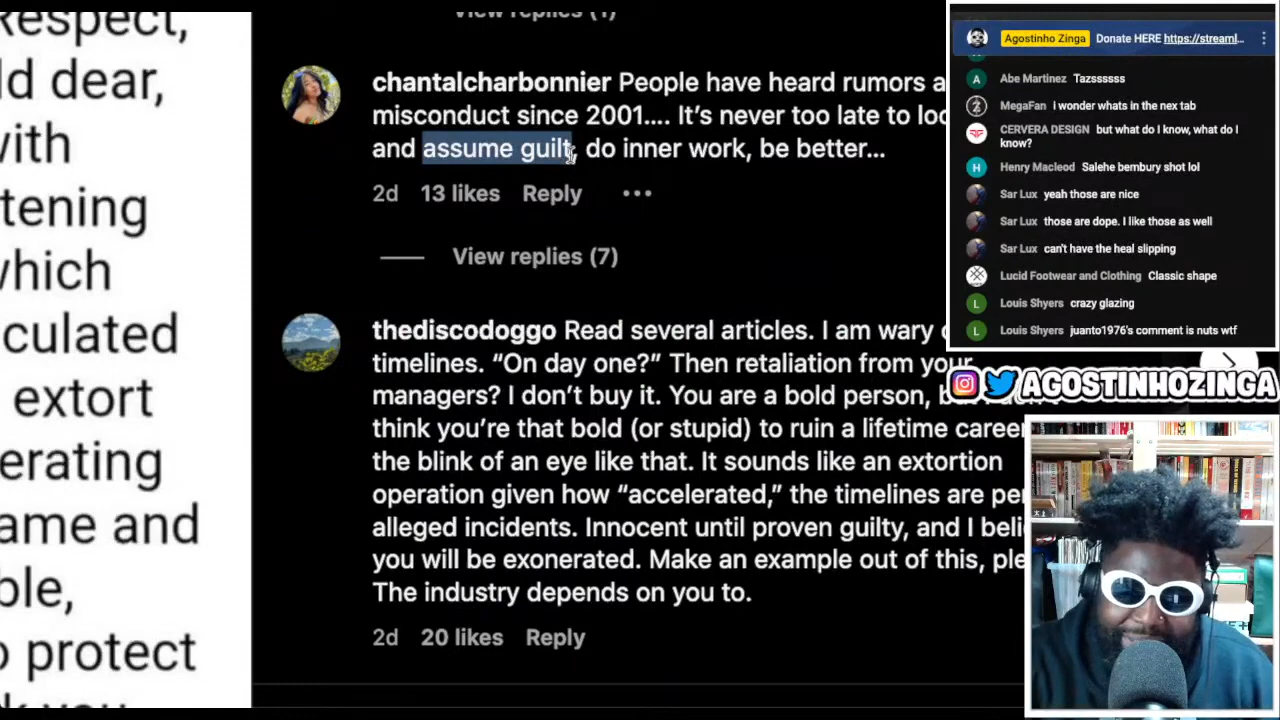 Respect,
ld dear,
with
tening
which
culated
extort
erating
ame and
ble,
protect
View replies (1)
chantalcharbonnier People have heard rumors a
misconduct since 2001.... It's never too late to loo
and assume guilt, do inner work, be better...
2d 13 likes Reply •••
View replies (7)
thediscodoggo Read several articles. I am wary
timelines. “On day one?” Then retaliation from your
managers? I don't buy it. You are a bold person,
think you're that bold (or stupid) to ruin a lifetime career
the blink of an eye like that. It sounds like an extortion
operation given how “accelerated,” the timelines are per
alleged incidents. Innocent until proven guilty, and I beli
you will be exonerated. Make an example out of this, ple
The industry depends on you to.
2d 20 likes Reply
Agostinho Zinga Donate HERE https://streaml...
Abe Martinez Tazsssss
MegaFan i wonder whats in the nex tab
CERVERA DESIGN but what do I know, what do I
know?
Henry Macleod Salehe bembury shot lol
Sar Lux yeah those are nice
Sar Lux those are dope. I like those as well
Sar Lux can't have the heal slipping
Lucid Footwear and Clothing Classic shape
Louis Shyers crazy glazing
Louis Shyers juanto1976's comment is nuts wtf
AGOSTINHOZINGA